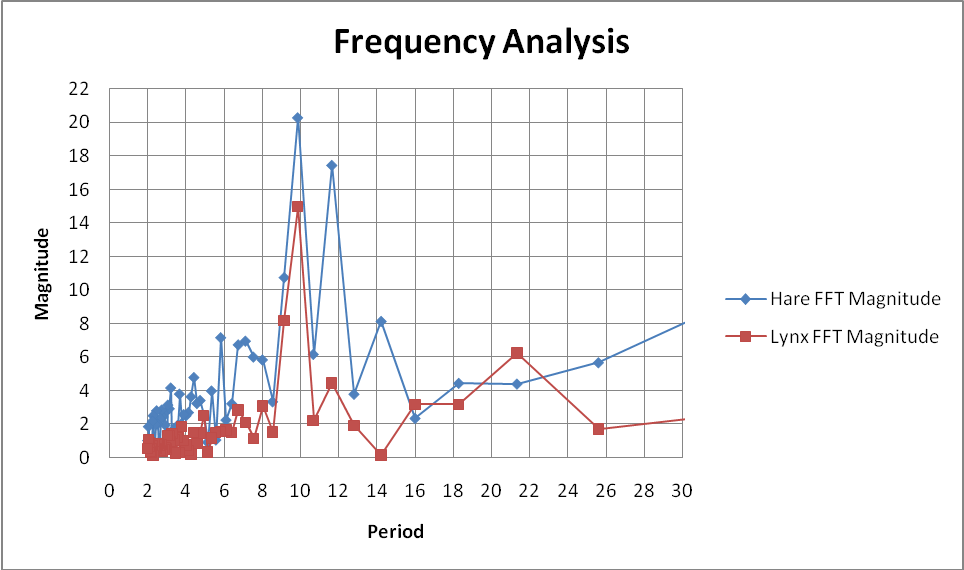 Frequency Analysis
22
20
18
16
14
12
10
8
6
4
2
0
Magnitude
0 2 4 6 8 10 12 14 16 18 20 22 24 26 28 30
Period
Hare FFT Magnitude
Lynx FFT Magnitude